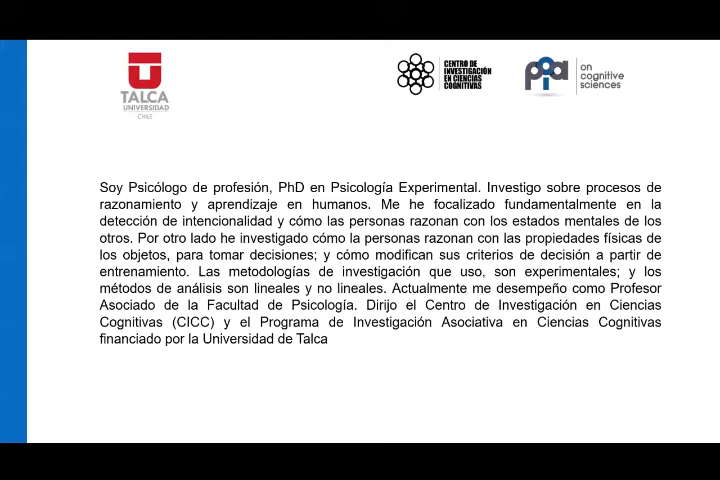 TALCA
UNIVERSIDAD
CHILE
CENTRO DE
INVESTIGACIÓN
EN CIENCIAS
COGNITIVAS
pia
on
cognitive
sciences
Soy Psicólogo de profesión, PhD en Psicología Experimental. Investigo sobre procesos de
razonamiento y aprendizaje en humanos. Me he focalizado fundamentalmente en la
detección de intencionalidad y cómo las personas razonan con los estados mentales de los
otros. Por otro lado he investigado cómo la personas razonan con las propiedades físicas de
los objetos, para tomar decisiones; y cómo modifican sus criterios de decisión a partir de
entrenamiento. Las metodologías de investigación que uso, son experimentales; y los
métodos de análisis son lineales y no lineales. Actualmente me desempeño como Profesor
Asociado de la Facultad de Psicología. Dirijo el Centro de Investigación en Ciencias
Cognitivas (CICC) y el Programa de Investigación Asociativa en Ciencias Cognitivas
financiado por la Universidad de Talca